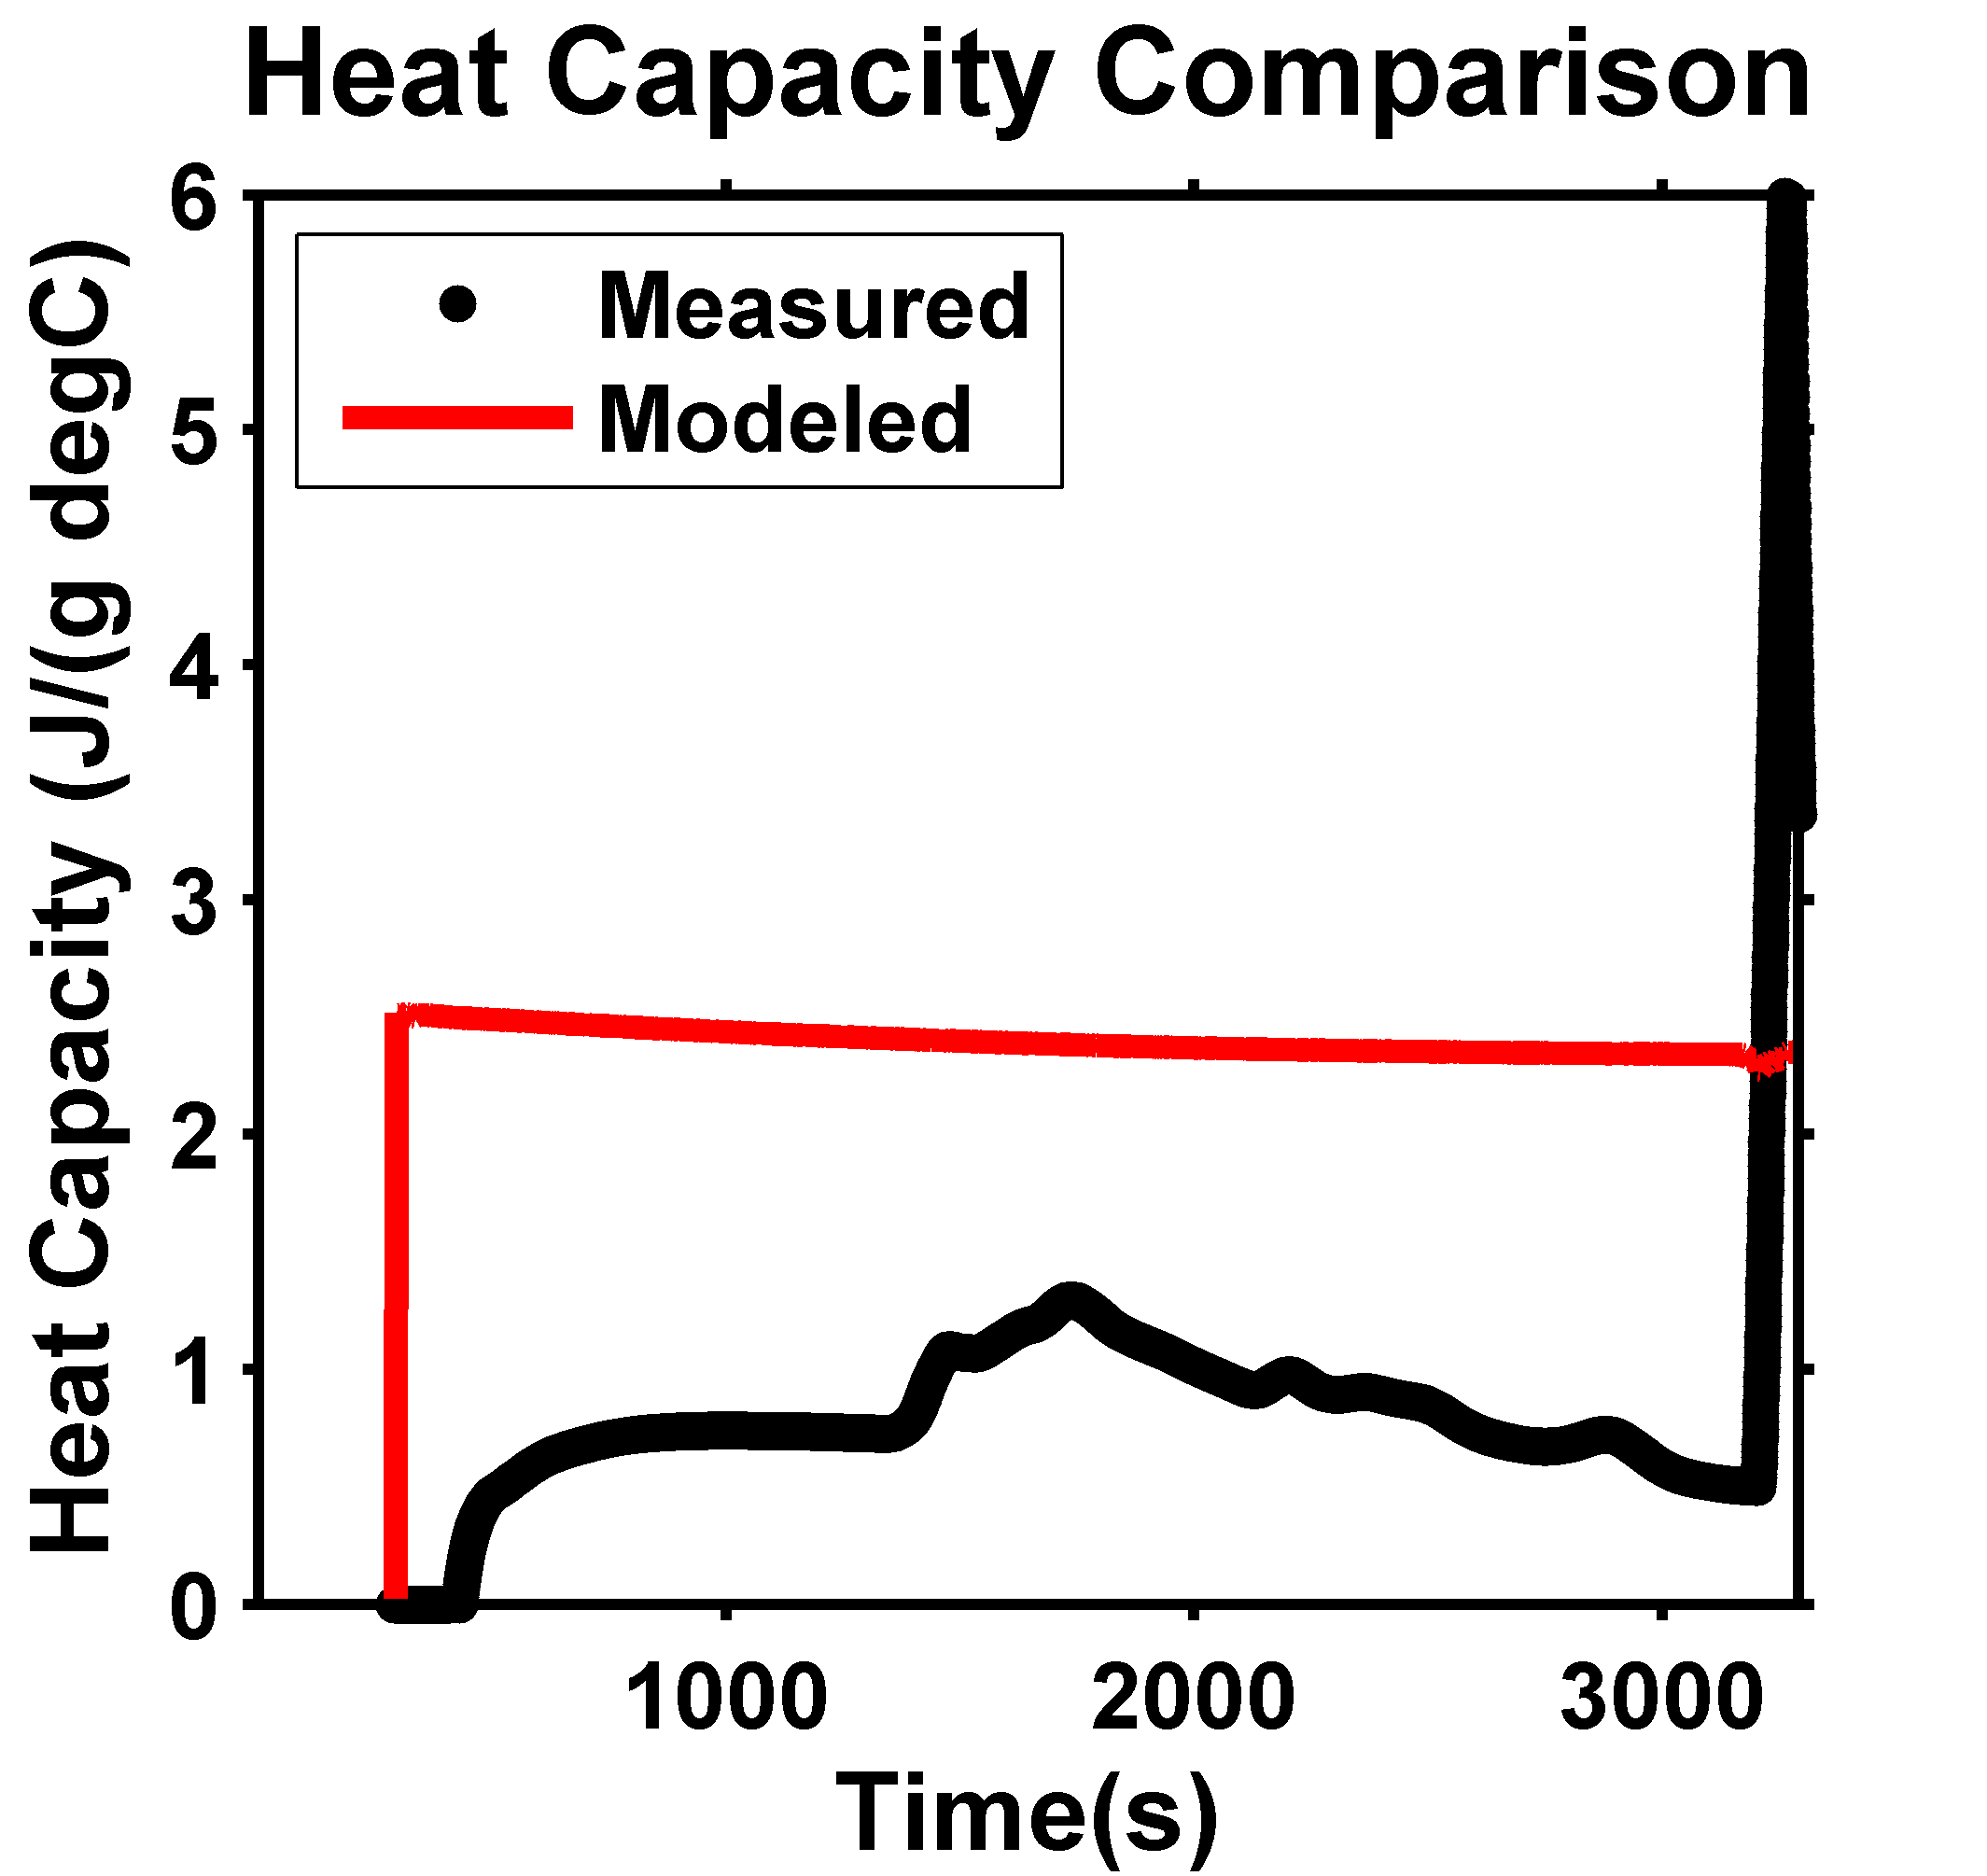 Heat Capacity Comparison
Heat Capacity (J/(g degC)
6
5
4
3
2
1
0
Measured
Modeled
1000 2000 3000
Time(s)